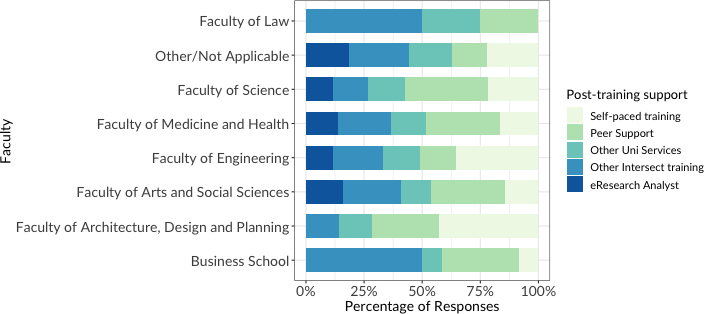 Faculty of Law
Other/Not Applicable
Faculty of Science
Faculty of Medicine and Health
Faculty of Engineering
Faculty of Arts and Social Sciences
Faculty of Architecture, Design and Planning
Business School
Faculty
0% 25% 50% 75% 100%
Percentage of Responses
Post-training support
Self-paced training
Peer Support
Other Uni Services
Other Intersect training
eResearch Analyst